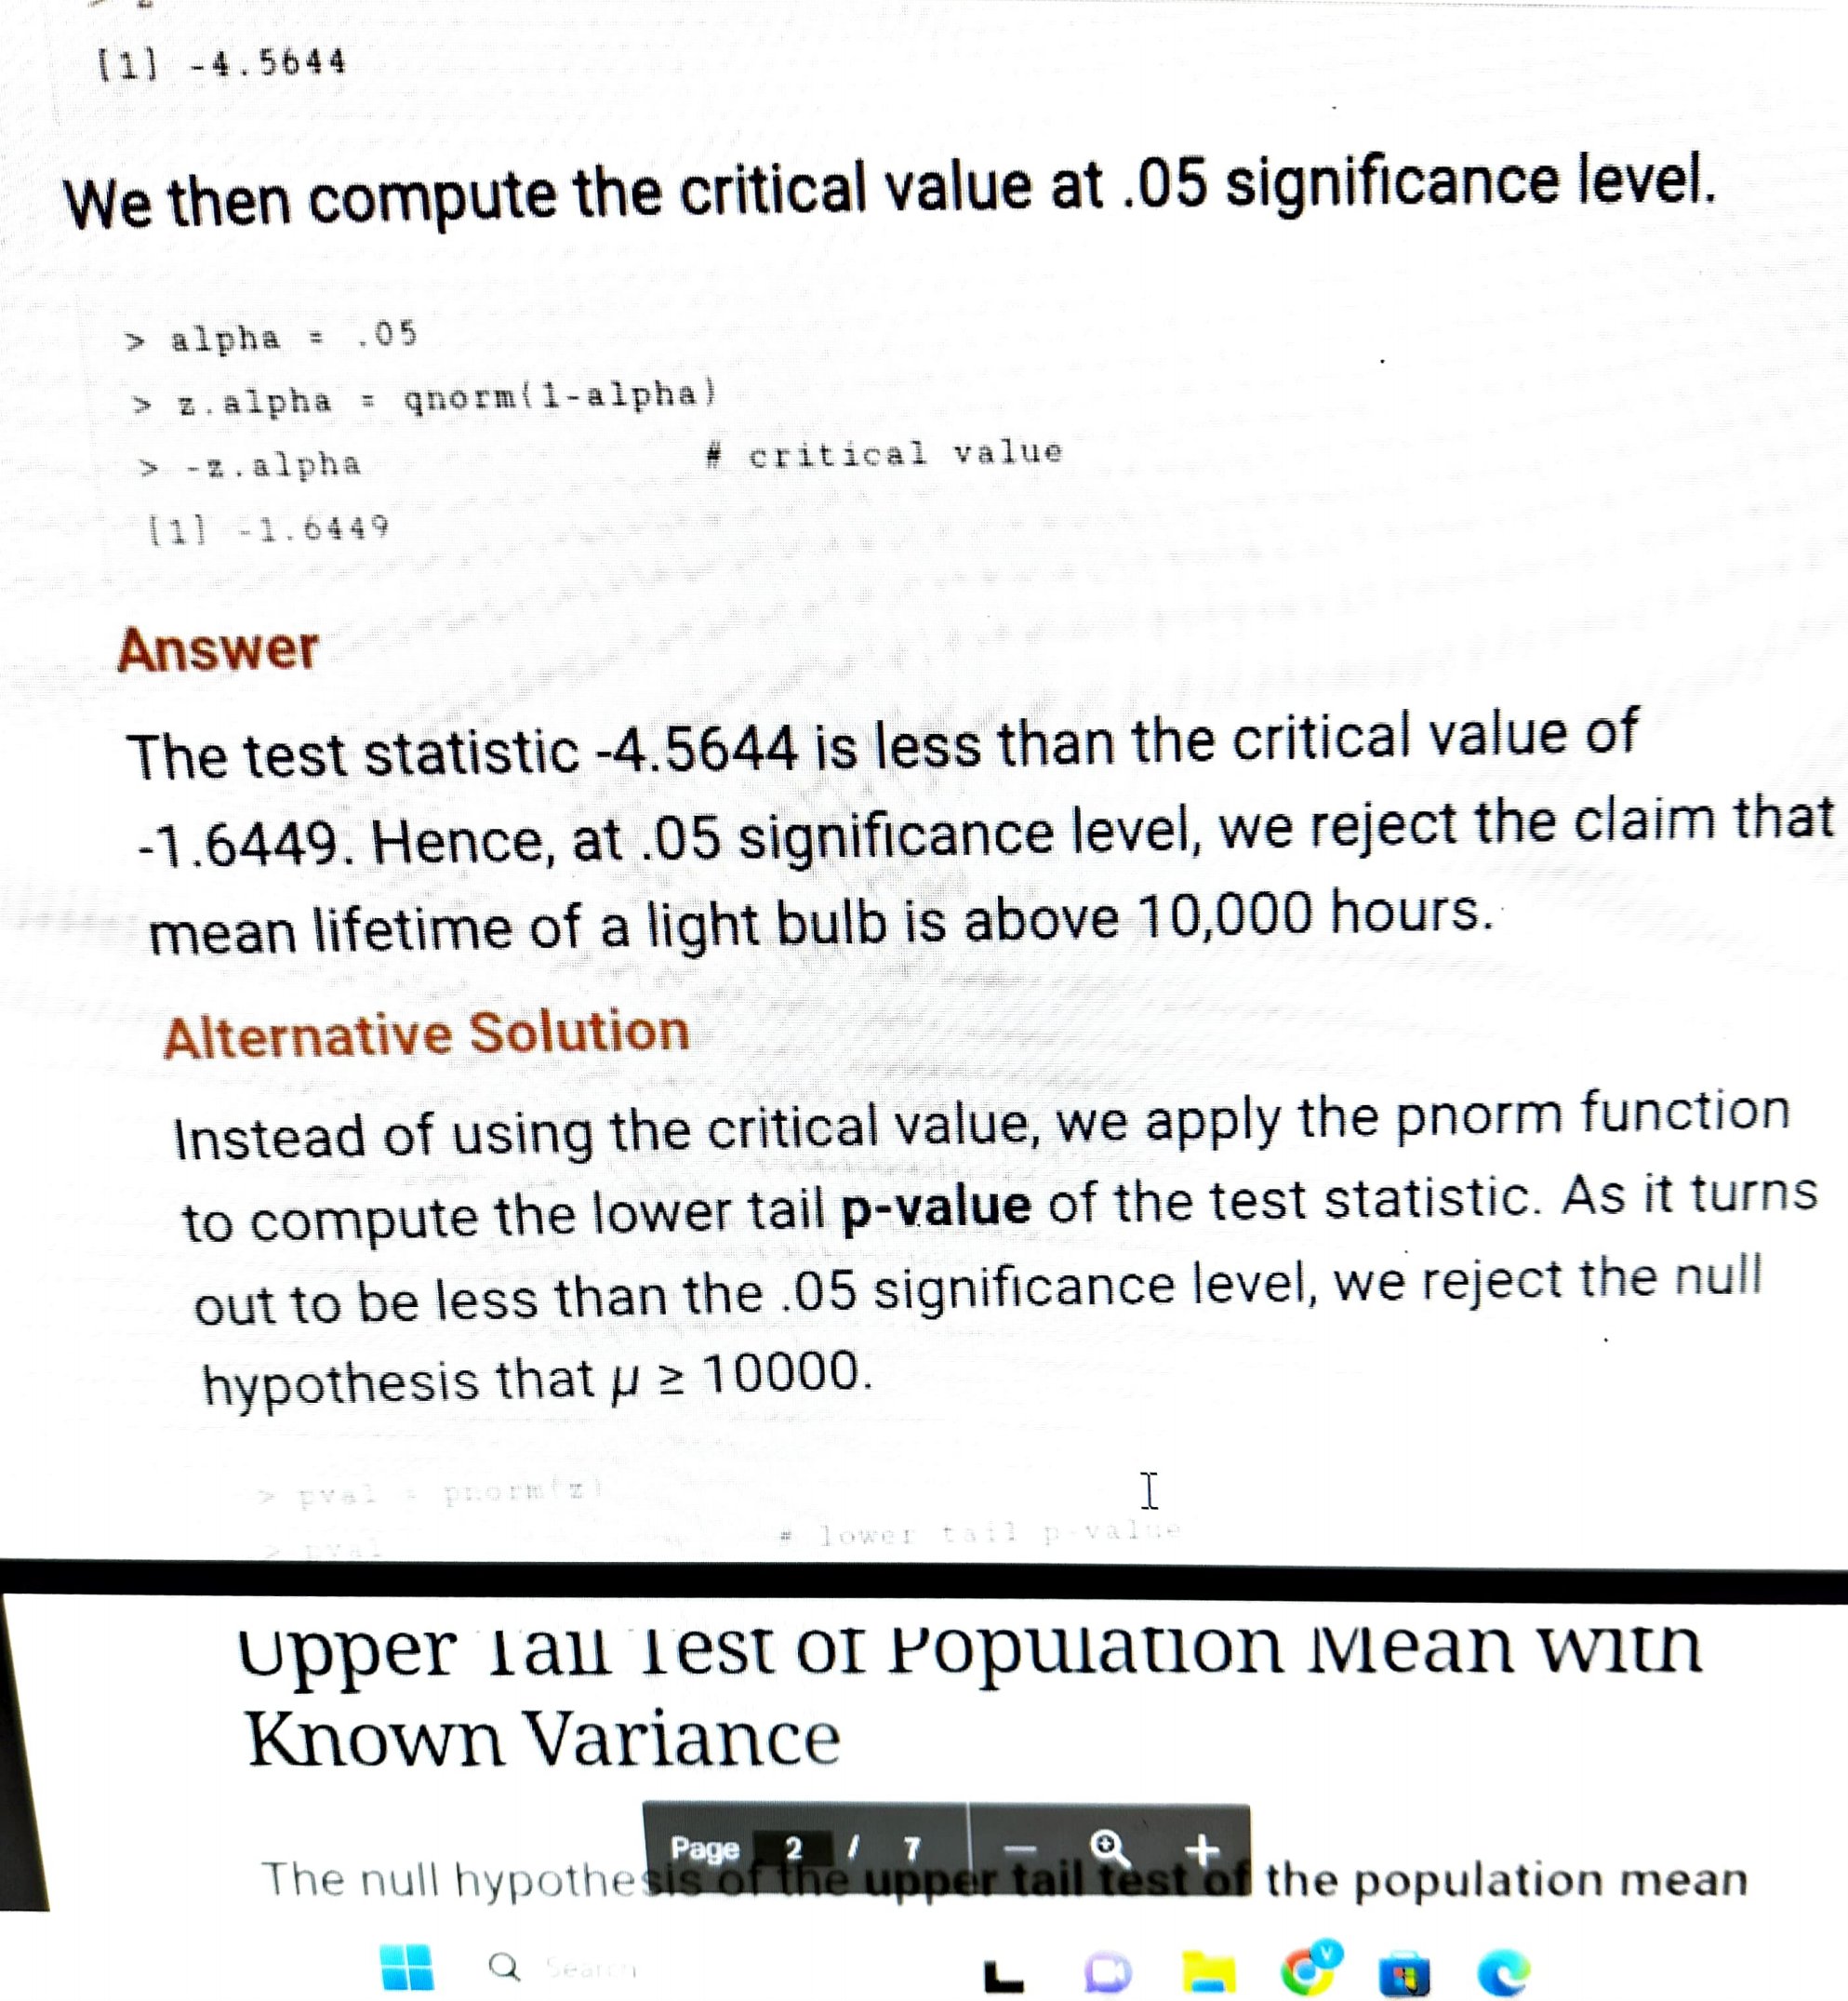 [1] -4.5644
We then compute the critical value at .05 significance level.
> alpha = .05
> z.alpha = qnorm(1-alpha)
> -z.alpha # critical value
[1] -1.6449
Answer
The test statistic -4.5644 is less than the critical value of
-1.6449. Hence, at .05 significance level, we reject the claim that
mean lifetime of a light bulb is above 10,000 hours.
Alternative Solution
Instead of using the critical value, we apply the pnorm function
to compute the lower tail p-value of the test statistic. As it turns
out to be less than the .05 significance level, we reject the null
hypothesis that μ ≥ 10000.
> pval = pnorm(z)
> pval # lower tail p-value
Upper Tail Test of Population Mean with
Known Variance
Page 2 / 7
The null hypothesis of the upper tail test of the population mean
Search